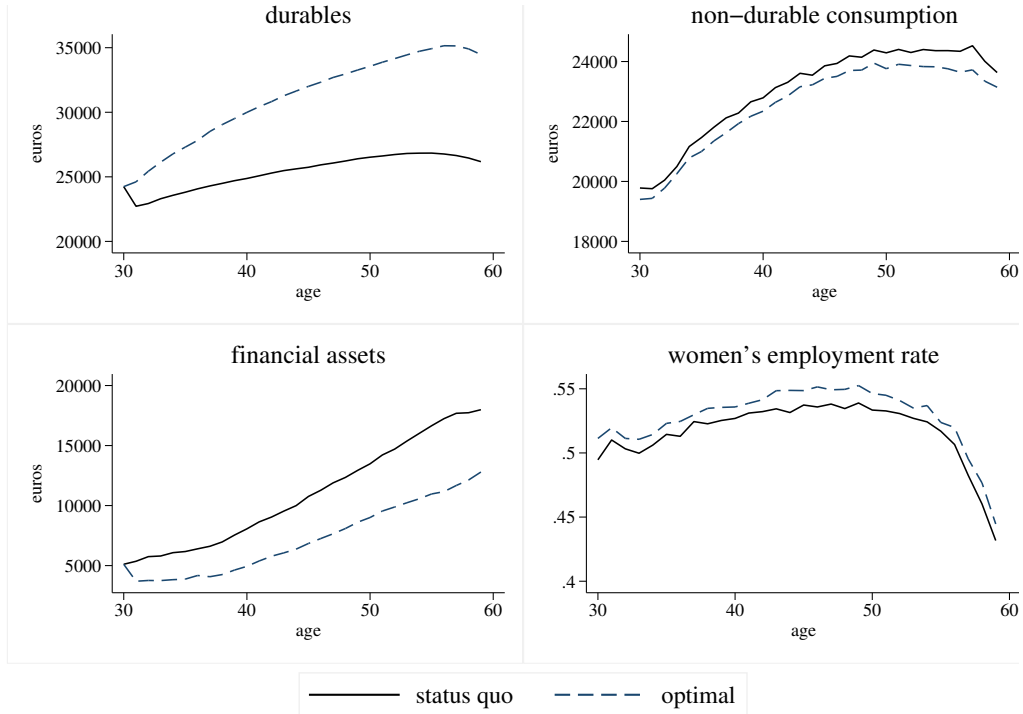 durables
35000
30000
25000
20000
euros
30 40 50 60
age
non−durable consumption
24000
22000
20000
18000
euros
30 40 50 60
age
financial assets
20000
15000
10000
5000
euros
30 40 50 60
age
women’s employment rate
.55
.5
.45
.4
30 40 50 60
age
status quo optimal